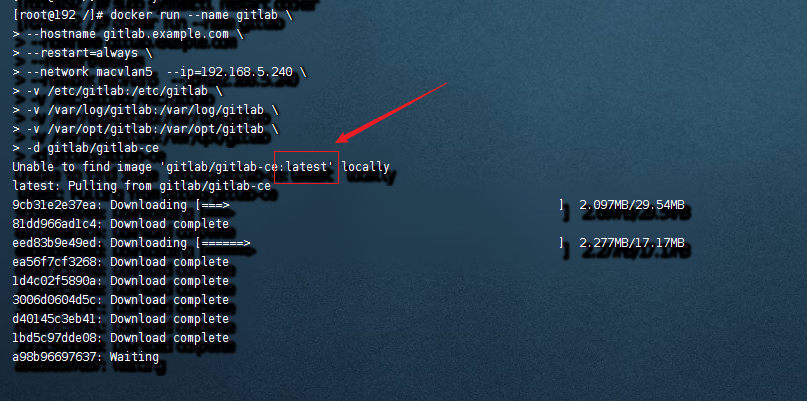 [root@192 /]# docker run --name gitlab \
> --hostname gitlab.example.com \
> --restart=always \
> --network macvlan5  --ip=192.168.5.240 \
> -v /etc/gitlab:/etc/gitlab \
> -v /var/log/gitlab:/var/log/gitlab \
> -v /var/opt/gitlab:/var/opt/gitlab \
> -d gitlab/gitlab-ce
Unable to find image 'gitlab/gitlab-ce:latest' locally
latest: Pulling from gitlab/gitlab-ce
9cb31e2e37ea: Downloading [===>                                               ]  2.097MB/29.54MB
81dd966ad1c4: Download complete
eed83b9e49ed: Downloading [======>                                            ]  2.277MB/17.17MB
ea56f7cf3268: Download complete
1d4c02f5890a: Download complete
3006d0604d5c: Download complete
d40145c3eb41: Download complete
1bd5c97dde08: Download complete
a98b96697637: Waiting